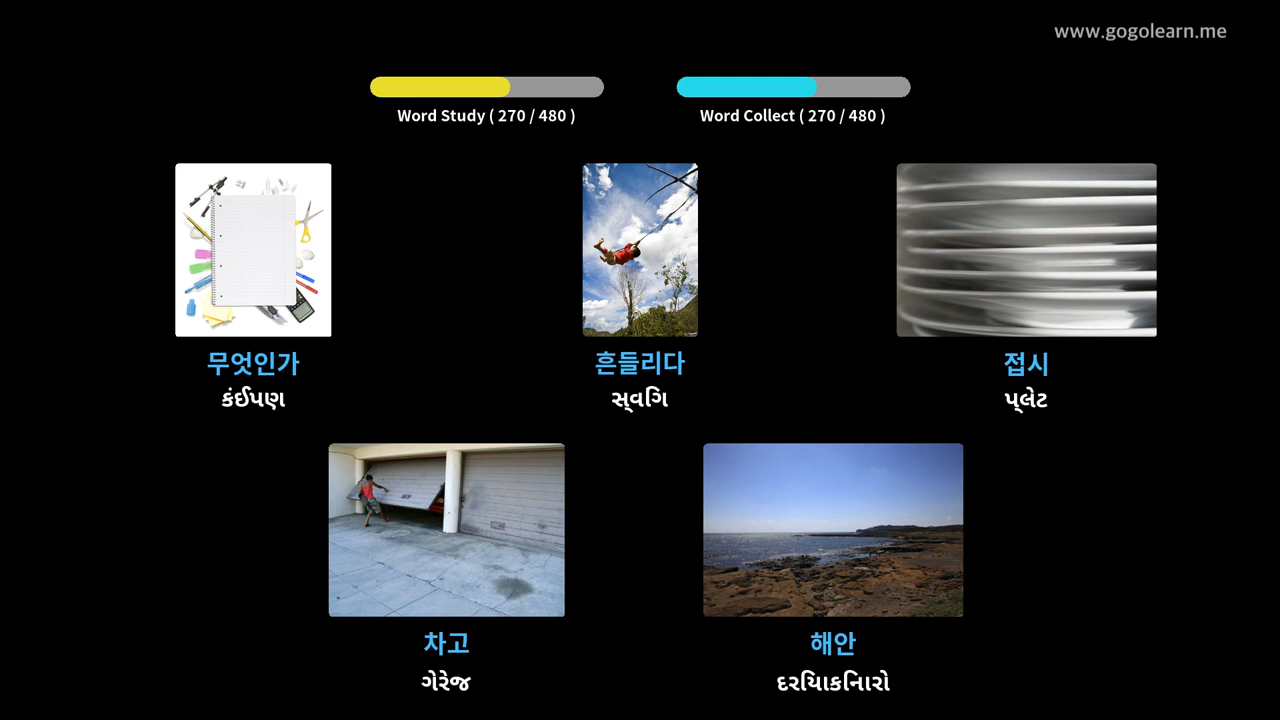 www.gogolearn.me
Word Study ( 270 / 480 )
Word Collect ( 270 / 480 )
무엇인가
કંઈપણ
흔들리다
સ્વિંગ
접시
પ્લેટ
차고
ગેરેજ
해안
દરિયાકિનારો